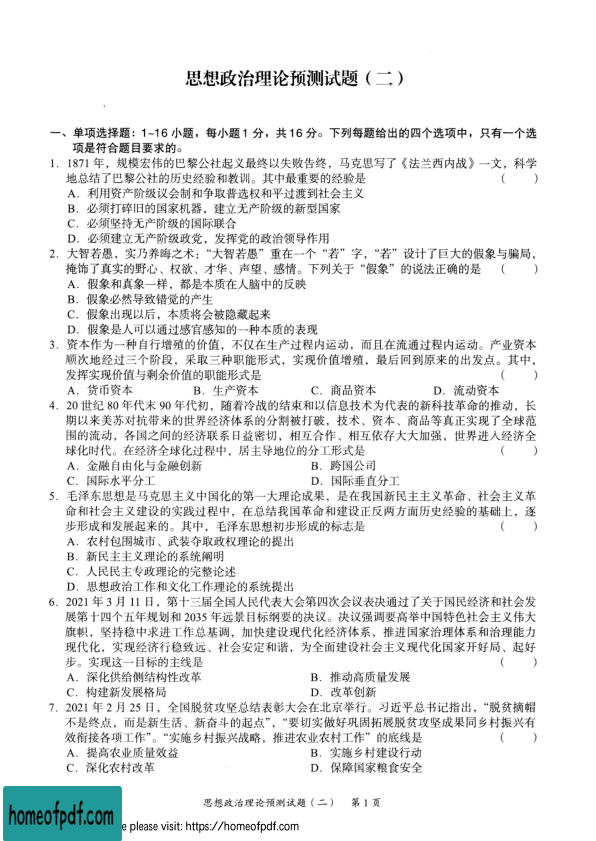 思想政治理论预测试题（二）
一、单项选择题：1~16 小题，每小题 1 分，共 16 分。下列每题给出的四个选项中，只有一个选
项是符合题目要求的。
1．1871 年，规模宏伟的巴黎公社起义最终以失败告终，马克思写了《法兰西内战》一文，科学
地总结了巴黎公社的历史经验和教训。其中最重要的经验是 （ ）
A．利用资产阶级议会制和争取普选权和平过渡到社会主义
B．必须打碎旧的国家机器，建立无产阶级的新型国家
C．必须坚持无产阶级的国际联合
D．必须建立无产阶级政党，发挥党的政治领导作用
2．大智若愚，实乃养晦之术；“大智若愚”重在一个“若”字，“若”设计了巨大的假象与骗局，
掩饰了真实的野心、权欲、才华、声望、感情。下列关于“假象”的说法正确的是 （ ）
A．假象和真象一样，都是本质在人脑中的反映
B．假象必然导致错觉的产生
C．假象出现以后，本质将会被隐藏起来
D．假象是人可以通过感官感知的一种本质的表现
3．资本作为一种自行增殖的价值，不仅在生产过程内运动，而且在流通过程内运动。产业资本
顺次地经过三个阶段，采取三种职能形式，实现价值增殖，最后回到原来的出发点。其中，
发挥实现价值与剩余价值的职能形式是 （ ）
A．货币资本 B．生产资本 C．商品资本 D．流动资本
4．20 世纪 80 年代末 90 年代初，随着冷战的结束和以信息技术为代表的新科技革命的推动，长
期以来美苏对抗带来的世界经济体系的分割被打破，技术、资本、商品等真正实现了全球范
围的流动，各国之间的经济联系日益密切，相互合作、相互依存大大加强，世界进入经济全
球化时代。在经济全球化过程中，居主导地位的分工形式是 （ ）
A．金融自由化与金融创新 B．跨国公司
C．国际水平分工 D．国际垂直分工
5．毛泽东思想是马克思主义中国化的第一大理论成果，是在我国新民主主义革命、社会主义革
命和社会主义建设的实践过程中，在总结我国革命和建设正反两方面历史经验的基础上，逐
步形成和发展起来的。其中，毛泽东思想初步形成的标志是 （ ）
A．农村包围城市、武装夺取政权理论的提出
B．新民主主义理论的系统阐明
C．人民民主专政理论的完整论述
D．思想政治工作和文化工作理论的系统提出
6．2021 年 3 月 11 日，第十三届全国人民代表大会第四次会议表决通过了关于国民经济和社会发
展第十四个五年规划和 2035 年远景目标纲要的决议。决议强调要高举中国特色社会主义伟大
旗帜，坚持稳中求进工作总基调，加快建设现代化经济体系，推进国家治理体系和治理能力
现代化，实现经济行稳致远、社会安定和谐，为全面建设社会主义现代化国家开好局、起好
步。实现这一目标的主线是 （ ）
A．深化供给侧结构性改革 B．推动高质量发展
C．构建新发展格局 D．改革创新
7．2021 年 2 月 25 日，全国脱贫攻坚总结表彰大会在北京举行。习近平总书记指出，“脱贫摘帽
不是终点，而是新生活、新奋斗的起点”，“要切实做好巩固拓展脱贫攻坚成果同乡村振兴有
效衔接各项工作”。“实施乡村振兴战略，推进农业农村工作”的底线是 （ ）
A．提高农业质量效益 B．实施乡村建设行动
C．深化农村改革 D．保障国家粮食安全
思想政治理论预测试题（二） 第 1 页
homeofpdf.com
e please visit: https://homeofpdf.com